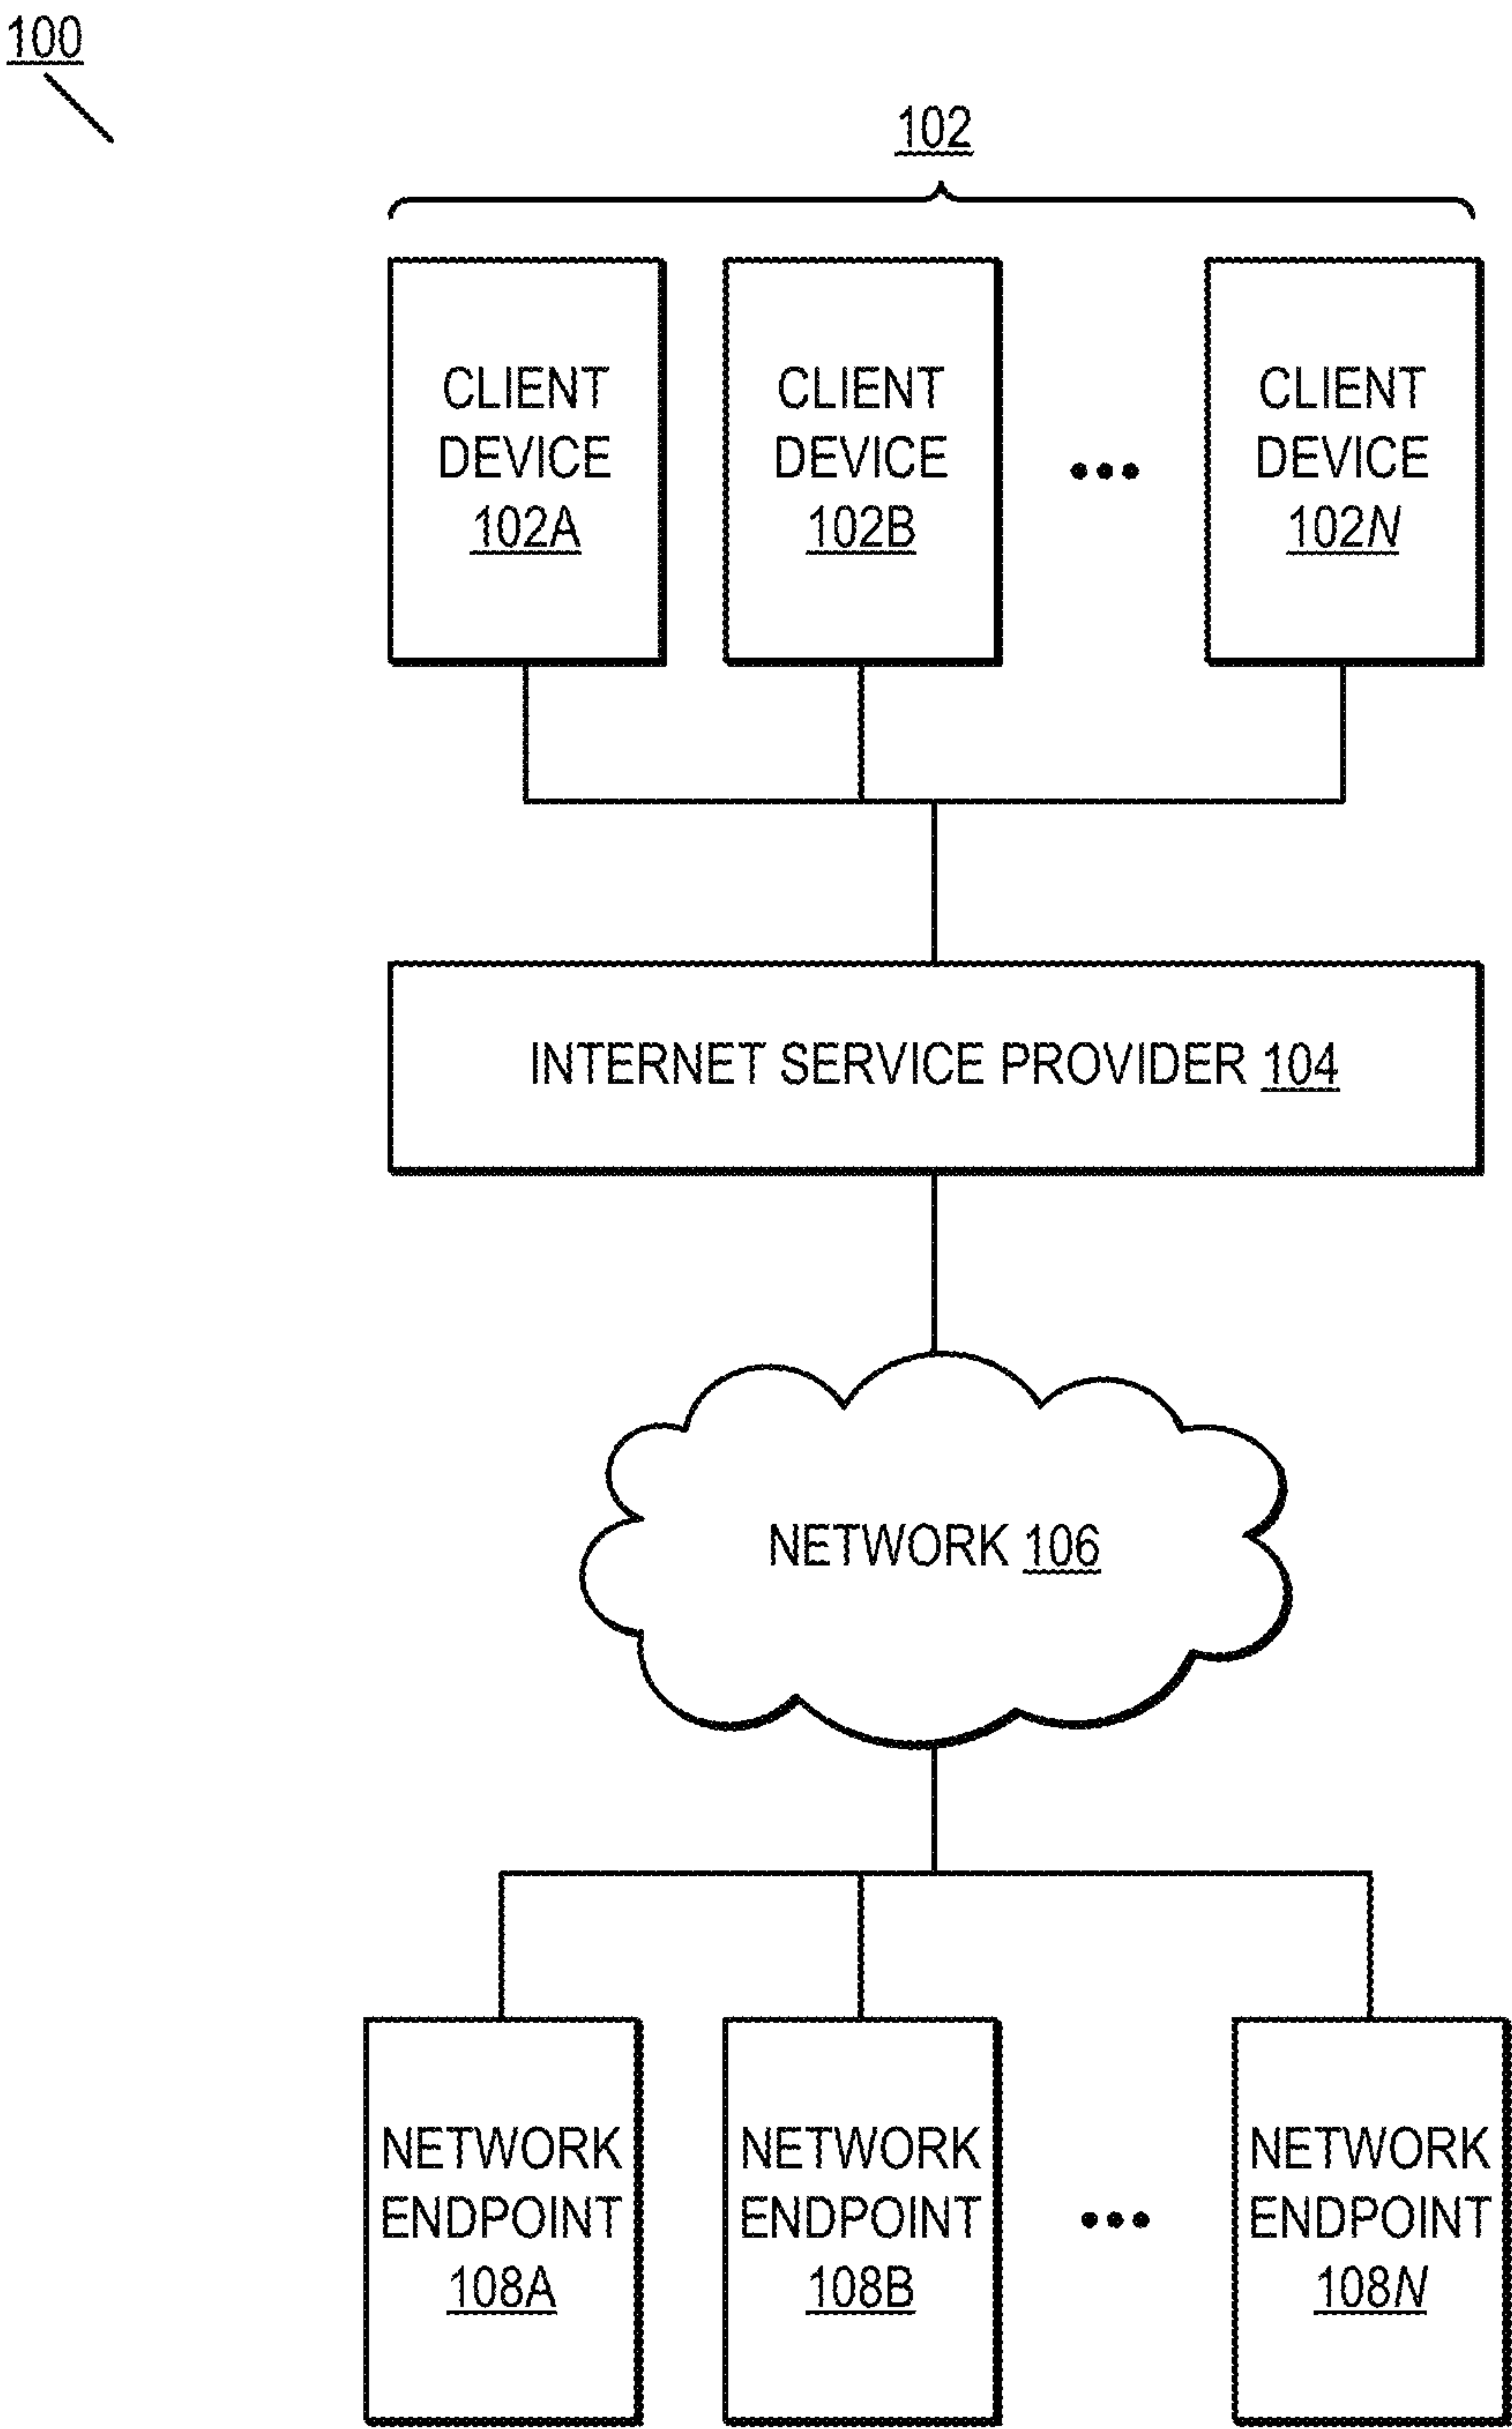 100
102
CLIENT
DEVICE
102A
CLIENT
DEVICE
102B
•••
CLIENT
DEVICE
102N
INTERNET SERVICE PROVIDER 104
NETWORK 106
NETWORK
ENDPOINT
108A
NETWORK
ENDPOINT
108B
•••
NETWORK
ENDPOINT
108N